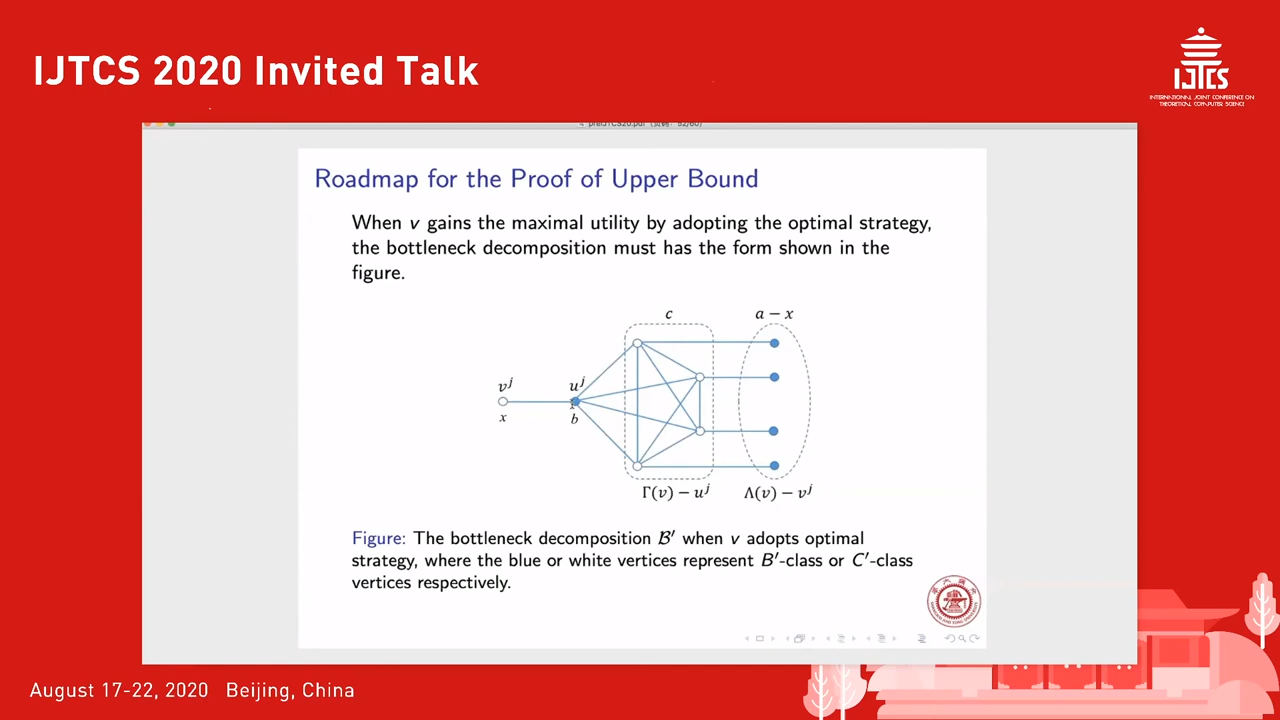 IJTCS 2020 Invited Talk
IJTCS
INTERNATIONAL JOINT CONFERENCE ON
THEORETICAL COMPUTER SCIENCE
Roadmap for the Proof of Upper Bound
When v gains the maximal utility by adopting the optimal strategy,
the bottleneck decomposition must has the form shown in the
figure.
c
a − x
v^j
u^j
x
b
Γ(v) − u^j
Λ(v) − v^j
Figure: The bottleneck decomposition B′ when v adopts optimal
strategy, where the blue or white vertices represent B′-class or C′-class
vertices respectively.
August 17-22, 2020 Beijing, China